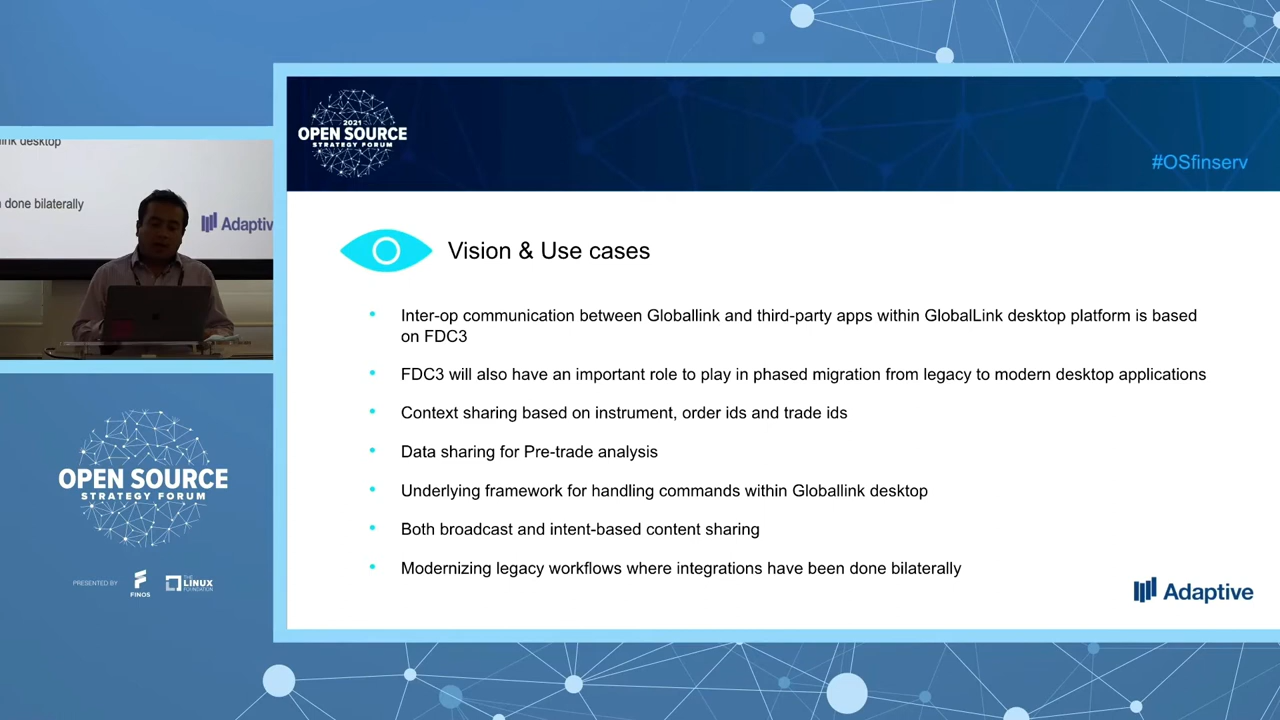 2021
OPEN SOURCE
STRATEGY FORUM
#OSfinserv
Vision & Use cases
Inter-op communication between Globallink and third-party apps within GlobalLink desktop platform is based
on FDC3
FDC3 will also have an important role to play in phased migration from legacy to modern desktop applications
Context sharing based on instrument, order ids and trade ids
Data sharing for Pre-trade analysis
Underlying framework for handling commands within Globallink desktop
Both broadcast and intent-based content sharing
Modernizing legacy workflows where integrations have been done bilaterally
Adaptive
desktop
done bilaterally
Adaptiv
OPEN SOURCE
STRATEGY FORUM
PRESENTED BY
FINOS
THE
LINUX
FOUNDATION